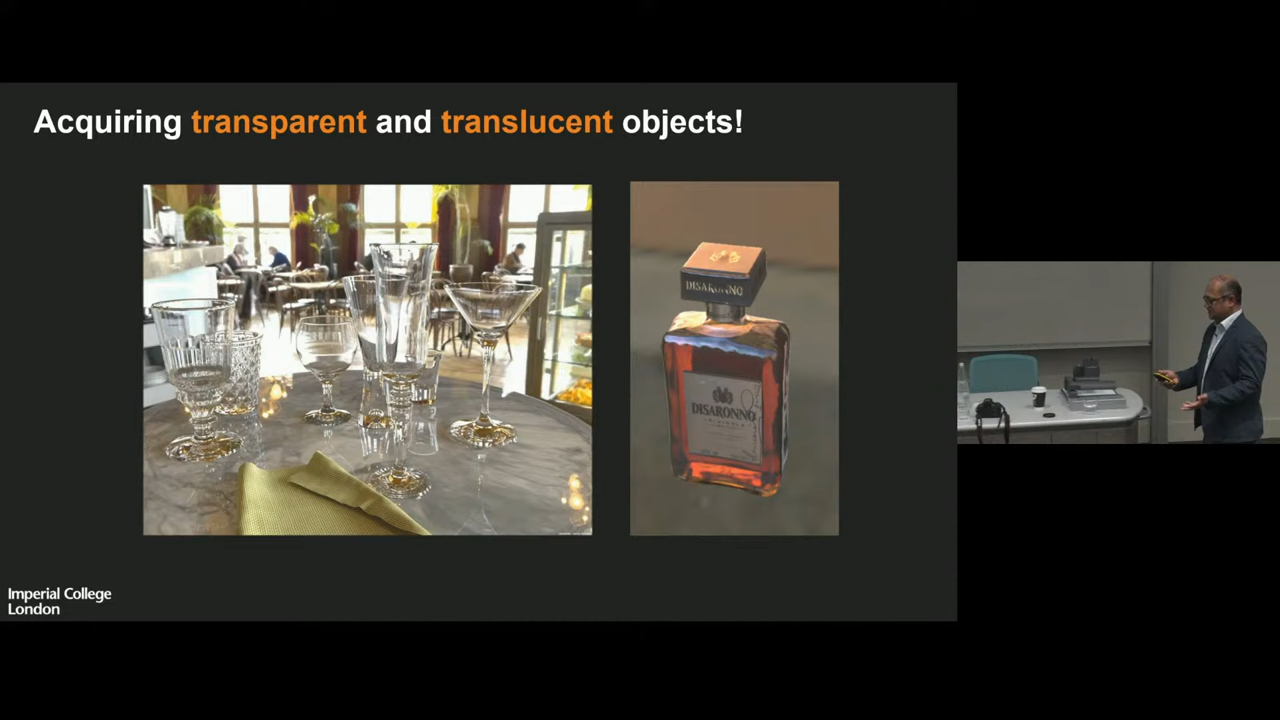 Acquiring transparent and translucent objects!
DISARONNO
DISARONNO
Imperial College
London